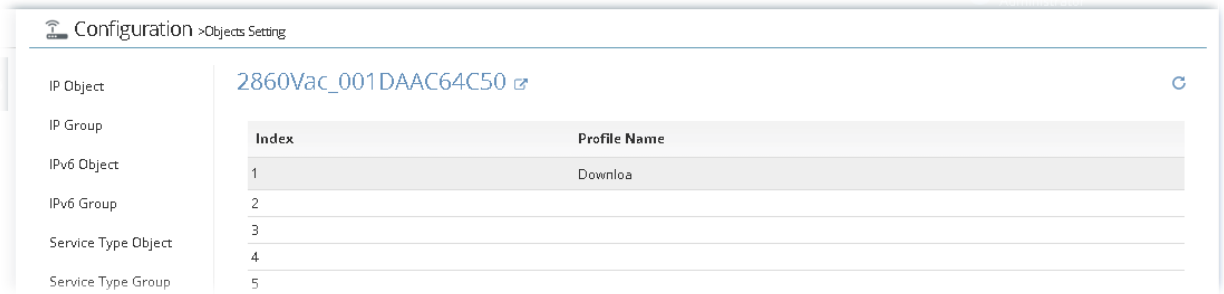 Configuration >Objects Setting
IP Object
IP Group
IPv6 Object
IPv6 Group
Service Type Object
Service Type Group
2860Vac_001DAAC64C50
Index Profile Name
1 Downloa
2
3
4
5